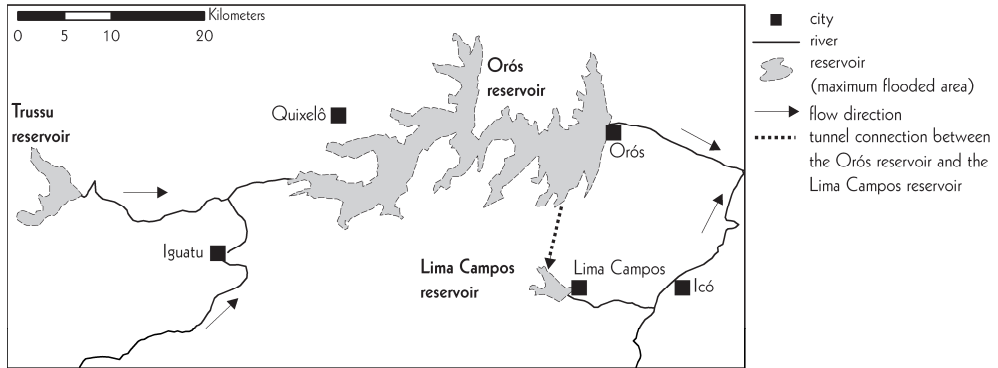 Kilometers
0 5 10 20
Trussu
reservoir
Quixelô
Orós
reservoir
Orós
Iguatu
Lima Campos
reservoir
Lima Campos
Icó
city
river
reservoir
(maximum flooded area)
flow direction
tunnel connection between
the Orós reservoir and the
Lima Campos reservoir